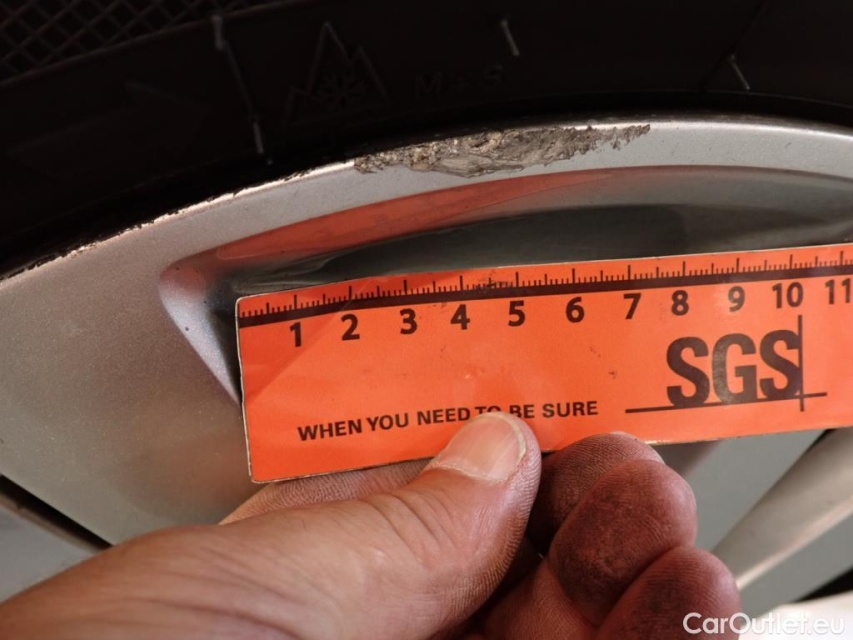 M+S
1 2 3 4 5 6 7 8 9 10 11
SGS
WHEN YOU NEED TO BE SURE
CarOutlet.eu